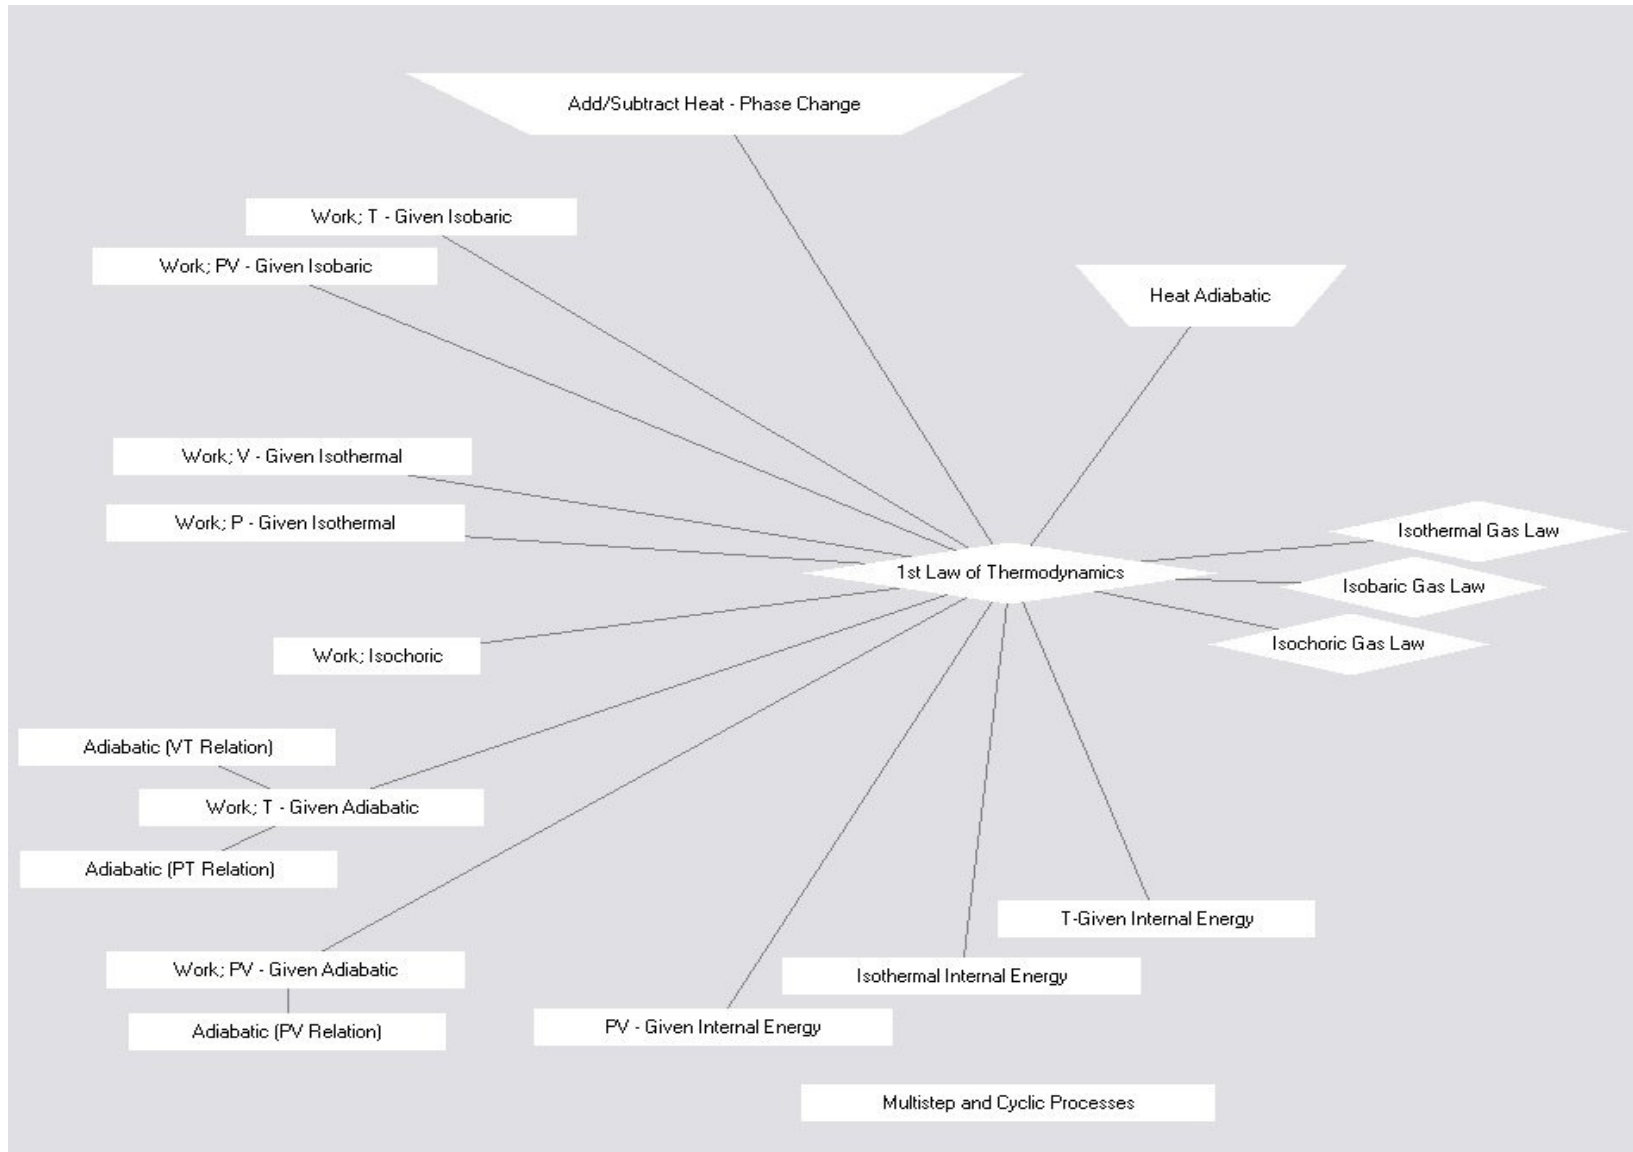 Add/Subtract Heat - Phase Change
Work; T - Given Isobaric
Work; PV - Given Isobaric
Heat Adiabatic
Work; V - Given Isothermal
Work; P - Given Isothermal
Isothermal Gas Law
1st Law of Thermodynamics
Isobaric Gas Law
Isochoric Gas Law
Work; Isochoric
Adiabatic (VT Relation)
Work; T - Given Adiabatic
Adiabatic (PT Relation)
T-Given Internal Energy
Work; PV - Given Adiabatic
Isothermal Internal Energy
PV - Given Internal Energy
Adiabatic (PV Relation)
Multistep and Cyclic Processes